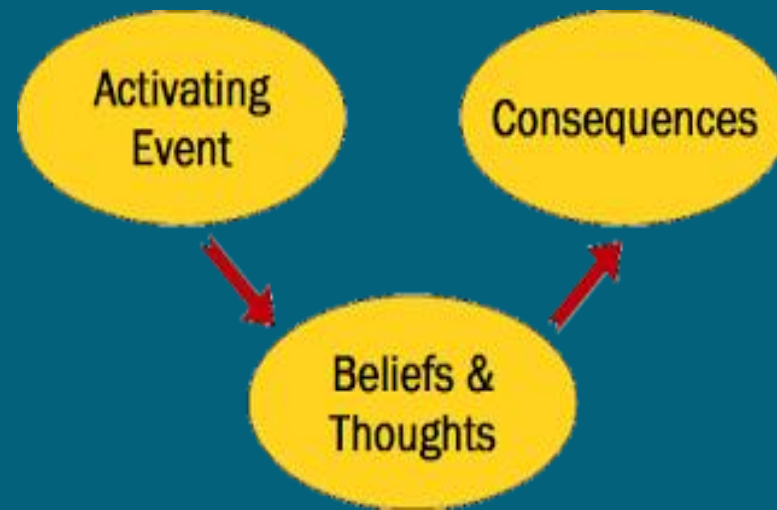 Activating
Event
Consequences
Beliefs &
Thoughts